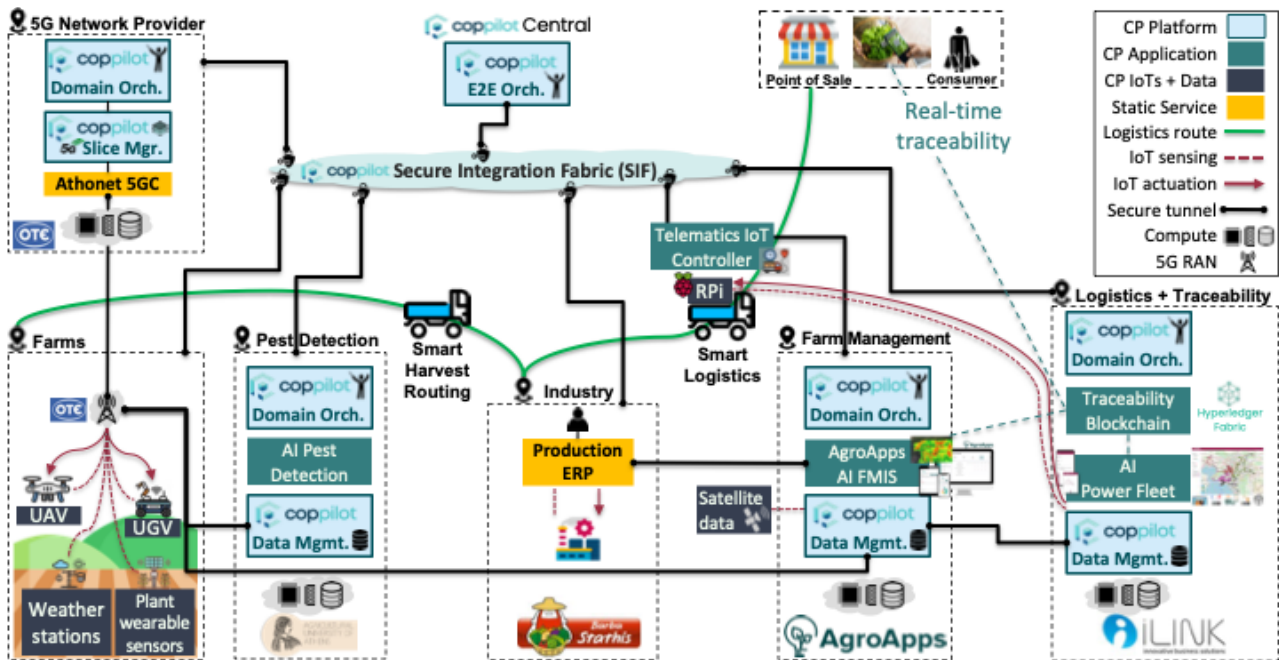 5G Network Provider
coppilot
Domain Orch.
coppilot
5G Slice Mgr.
Athonet 5GC
OTE
coppilot Central
coppilot
E2E Orch.
coppilot Secure Integration Fabric (SIF)
Point of Sale
Consumer
Real-time
traceability
CP Platform
CP Application
CP IoTs + Data
Static Service
Logistics route
IoT sensing
IoT actuation
Secure tunnel
Compute
5G RAN
Telematics IoT
Controller
RPi
Smart
Harvest
Routing
Smart
Logistics
Farms
OTE
UAV
UGV
Weather
stations
Plant
wearable
sensors
Pest Detection
coppilot
Domain Orch.
AI Pest
Detection
coppilot
Data Mgmt.
Industry
Production
ERP
Barba
Stathis
Farm Management
coppilot
Domain Orch.
AgroApps
AI FMIS
Satellite
data
coppilot
Data Mgmt.
AgroApps
Logistics + Traceability
coppilot
Domain Orch.
Traceability
Blockchain
Hyperledger
Fabric
AI
Power Fleet
coppilot
Data Mgmt.
iLINK
innovative business solutions